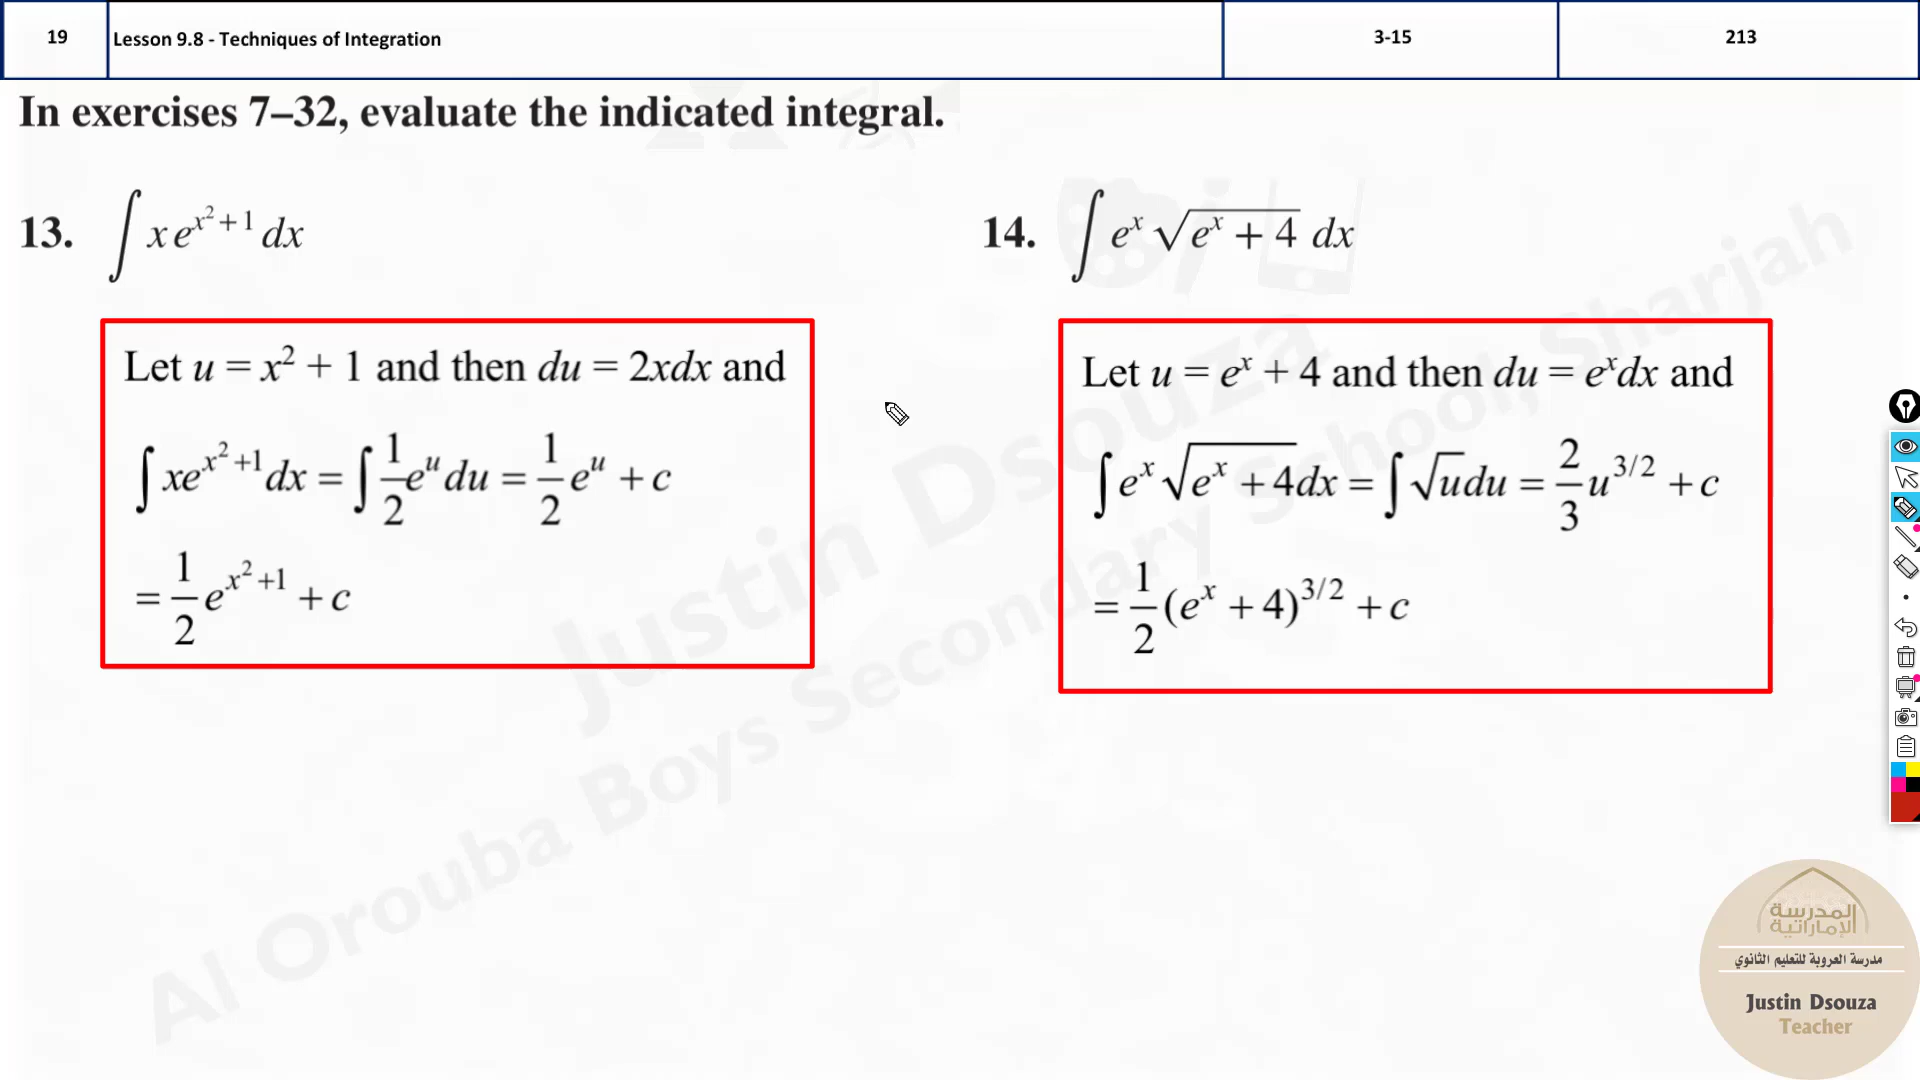 19 Lesson 9.8 - Techniques of Integration 3-15 213
In exercises 7–32, evaluate the indicated integral.
13. ∫ x e^{x²+1} dx
14. ∫ e^x √(e^x + 4) dx
Let u = x² + 1 and then du = 2xdx and
∫ xe^{x²+1} dx = ∫ 1/2 e^u du = 1/2 e^u + c
= 1/2 e^{x²+1} + c
Let u = e^x + 4 and then du = e^x dx and
∫ e^x √(e^x + 4) dx = ∫ √u du = 2/3 u^{3/2} + c
= 1/2 (e^x + 4)^{3/2} + c
Justin Dsouza
Al Orouba Boys Secondary School, Sharjah
المدرسة
الإماراتية
مدرسة العروبة للتعليم الثانوي
Justin Dsouza
Teacher